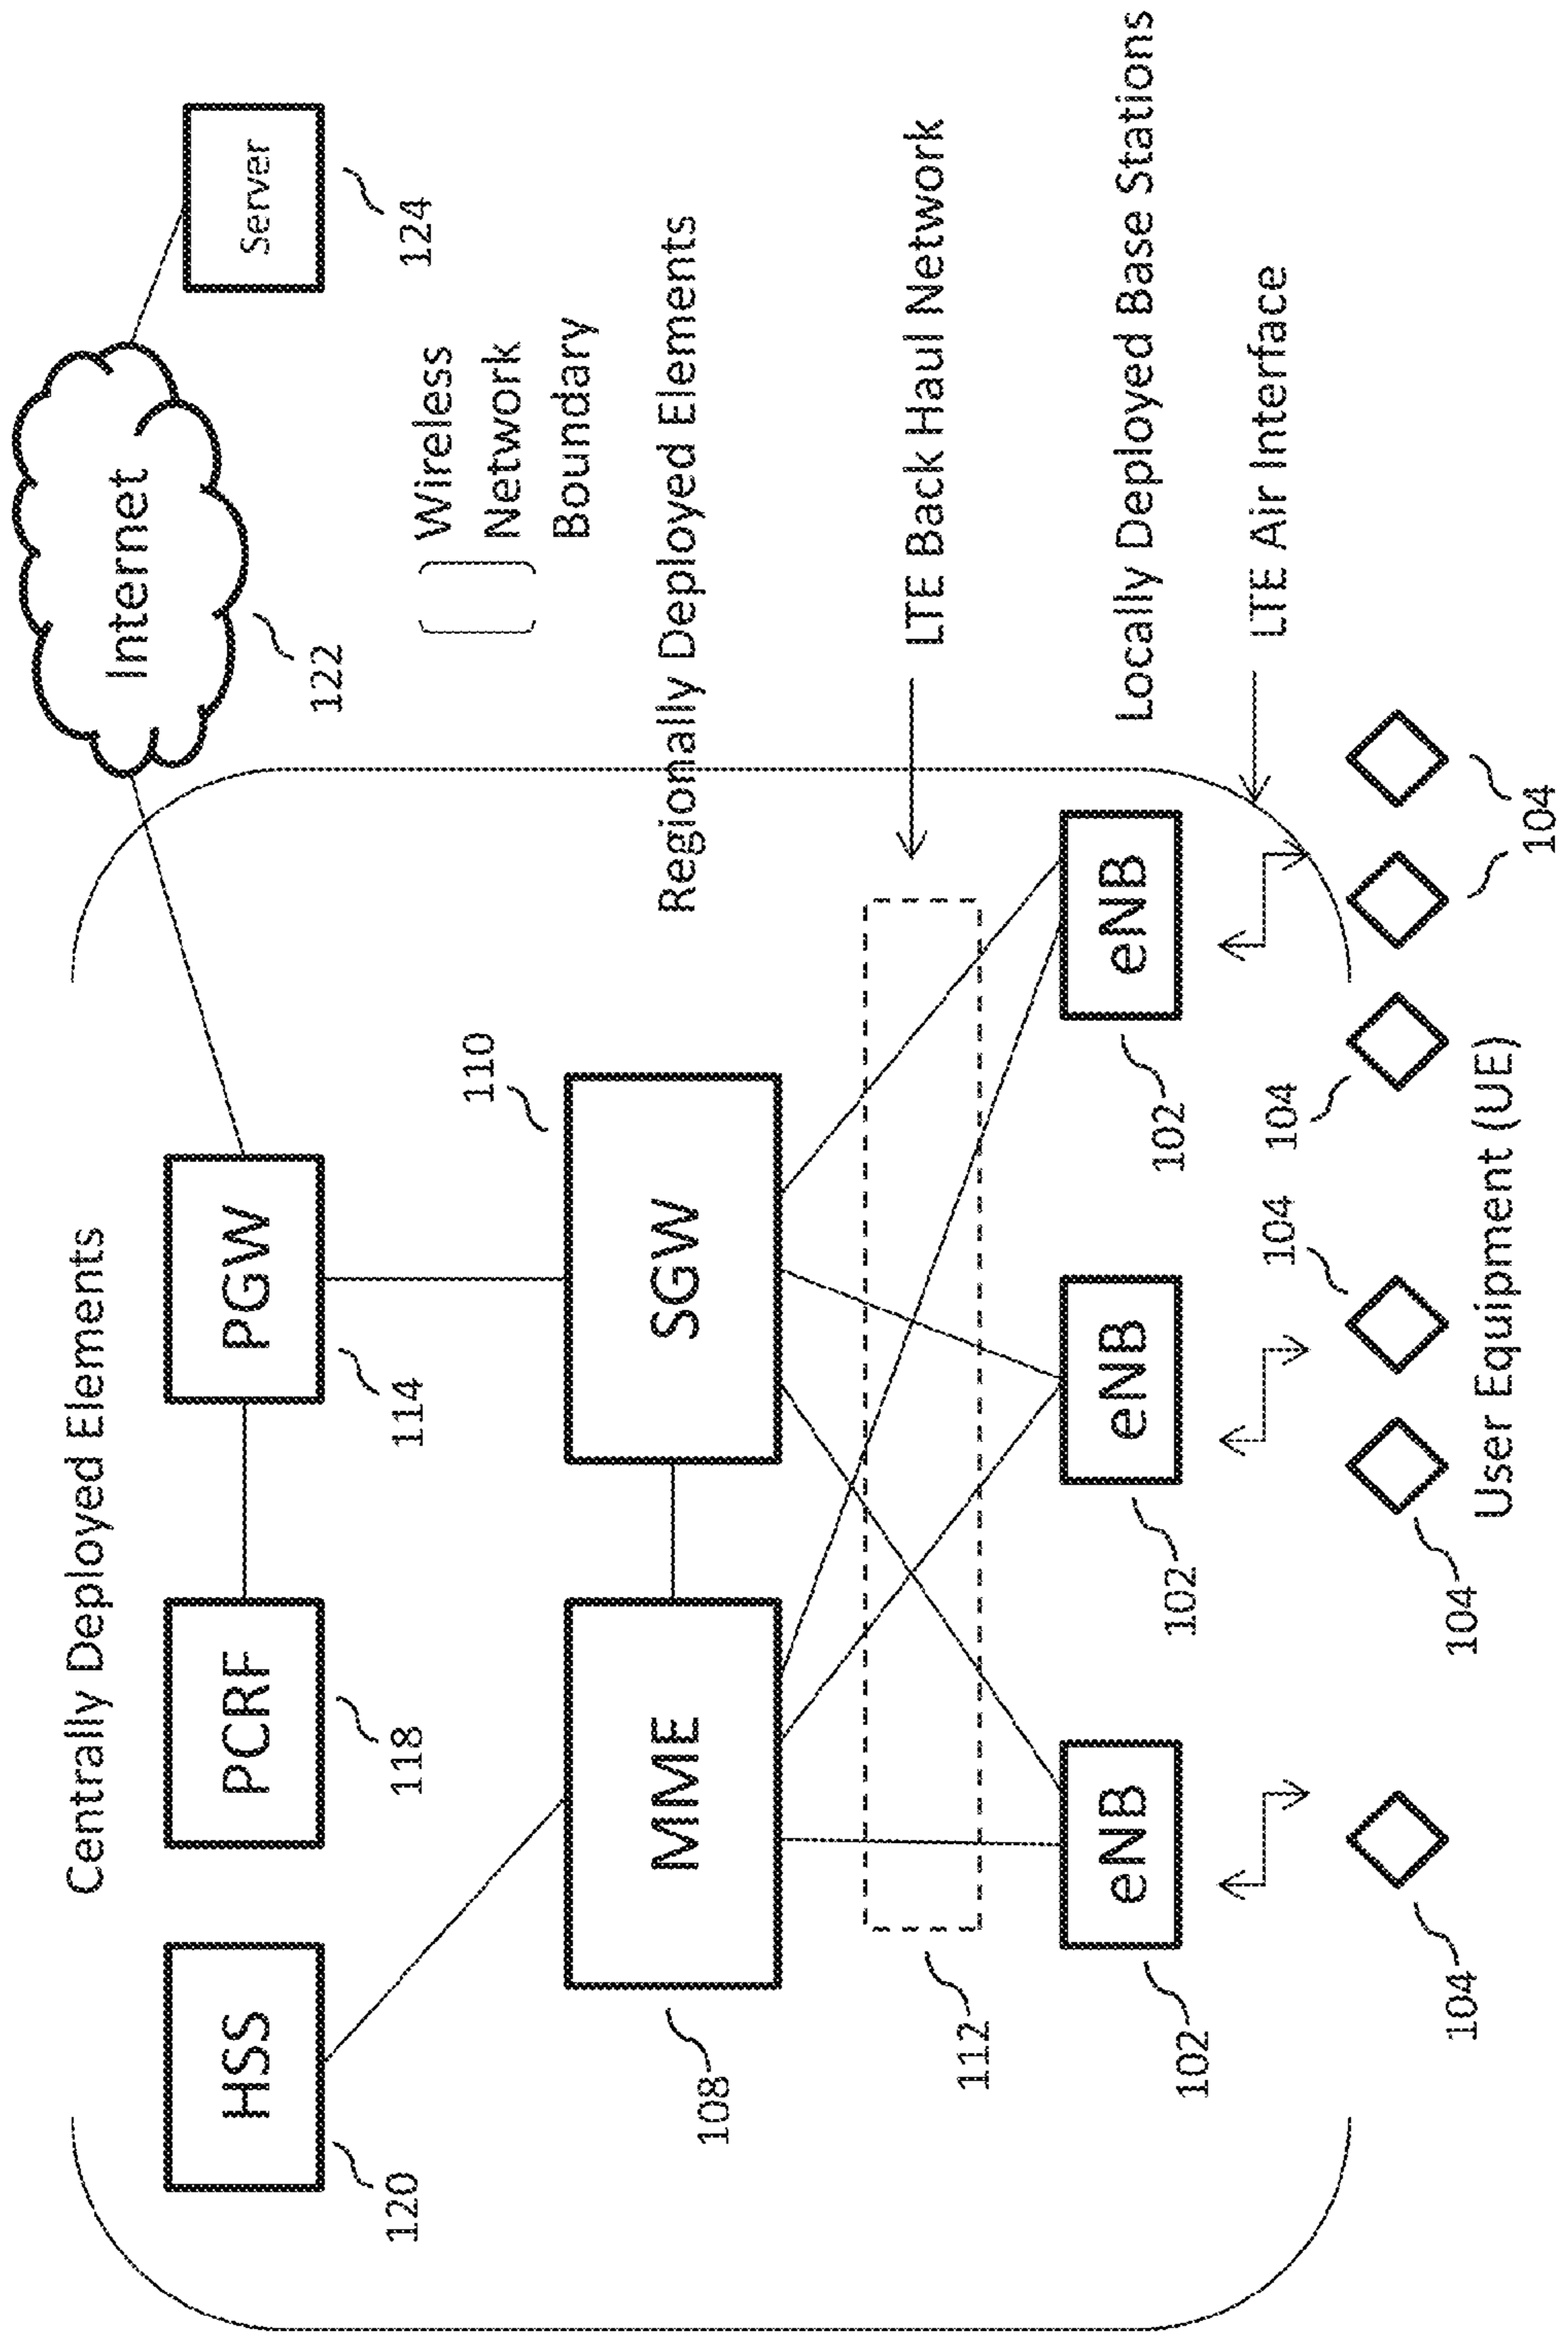 Centrally Deployed Elements
Internet
HSS
PCRF
PGW
Server
120
118
114
122
124
Wireless
Network
Boundary
110
Regionally Deployed Elements
MME
SGW
108
LTE Back Haul Network
112
Locally Deployed Base Stations
eNB
eNB
eNB
102
102
102
LTE Air Interface
104
104
104
104
104
User Equipment (UE)